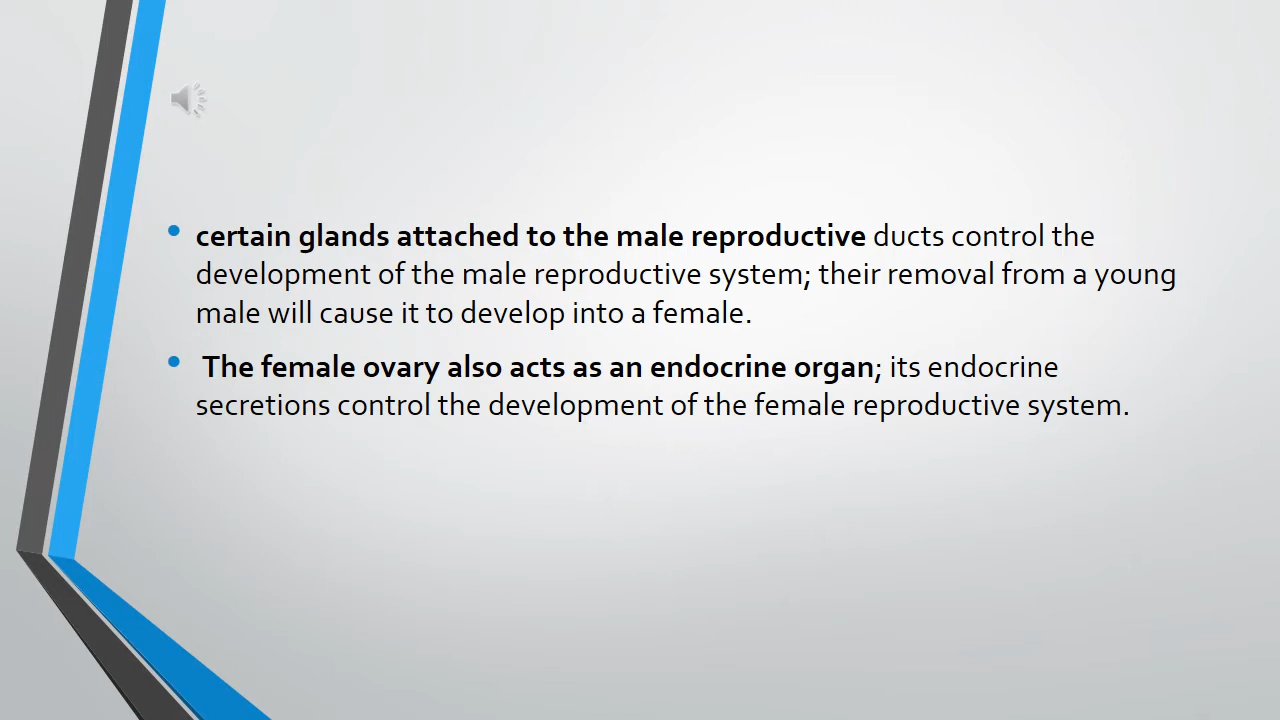 • certain glands attached to the male reproductive ducts control the
development of the male reproductive system; their removal from a young
male will cause it to develop into a female.
• The female ovary also acts as an endocrine organ; its endocrine
secretions control the development of the female reproductive system.